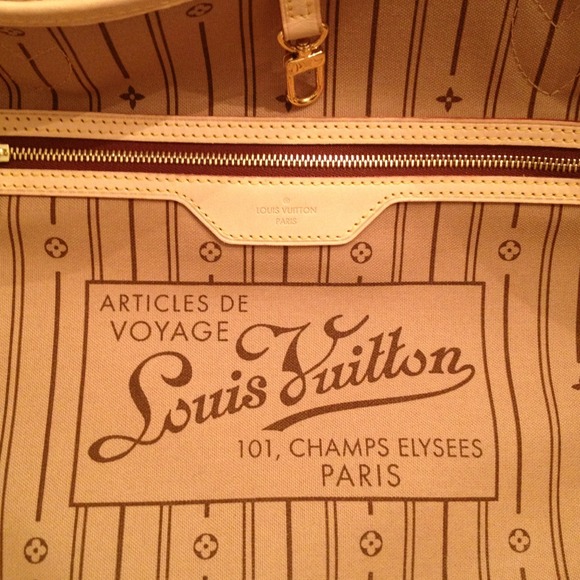 LOUIS VUITTON
PARIS
ARTICLES DE
VOYAGE
Louis Vuitton
101, CHAMPS ELYSEES
PARIS